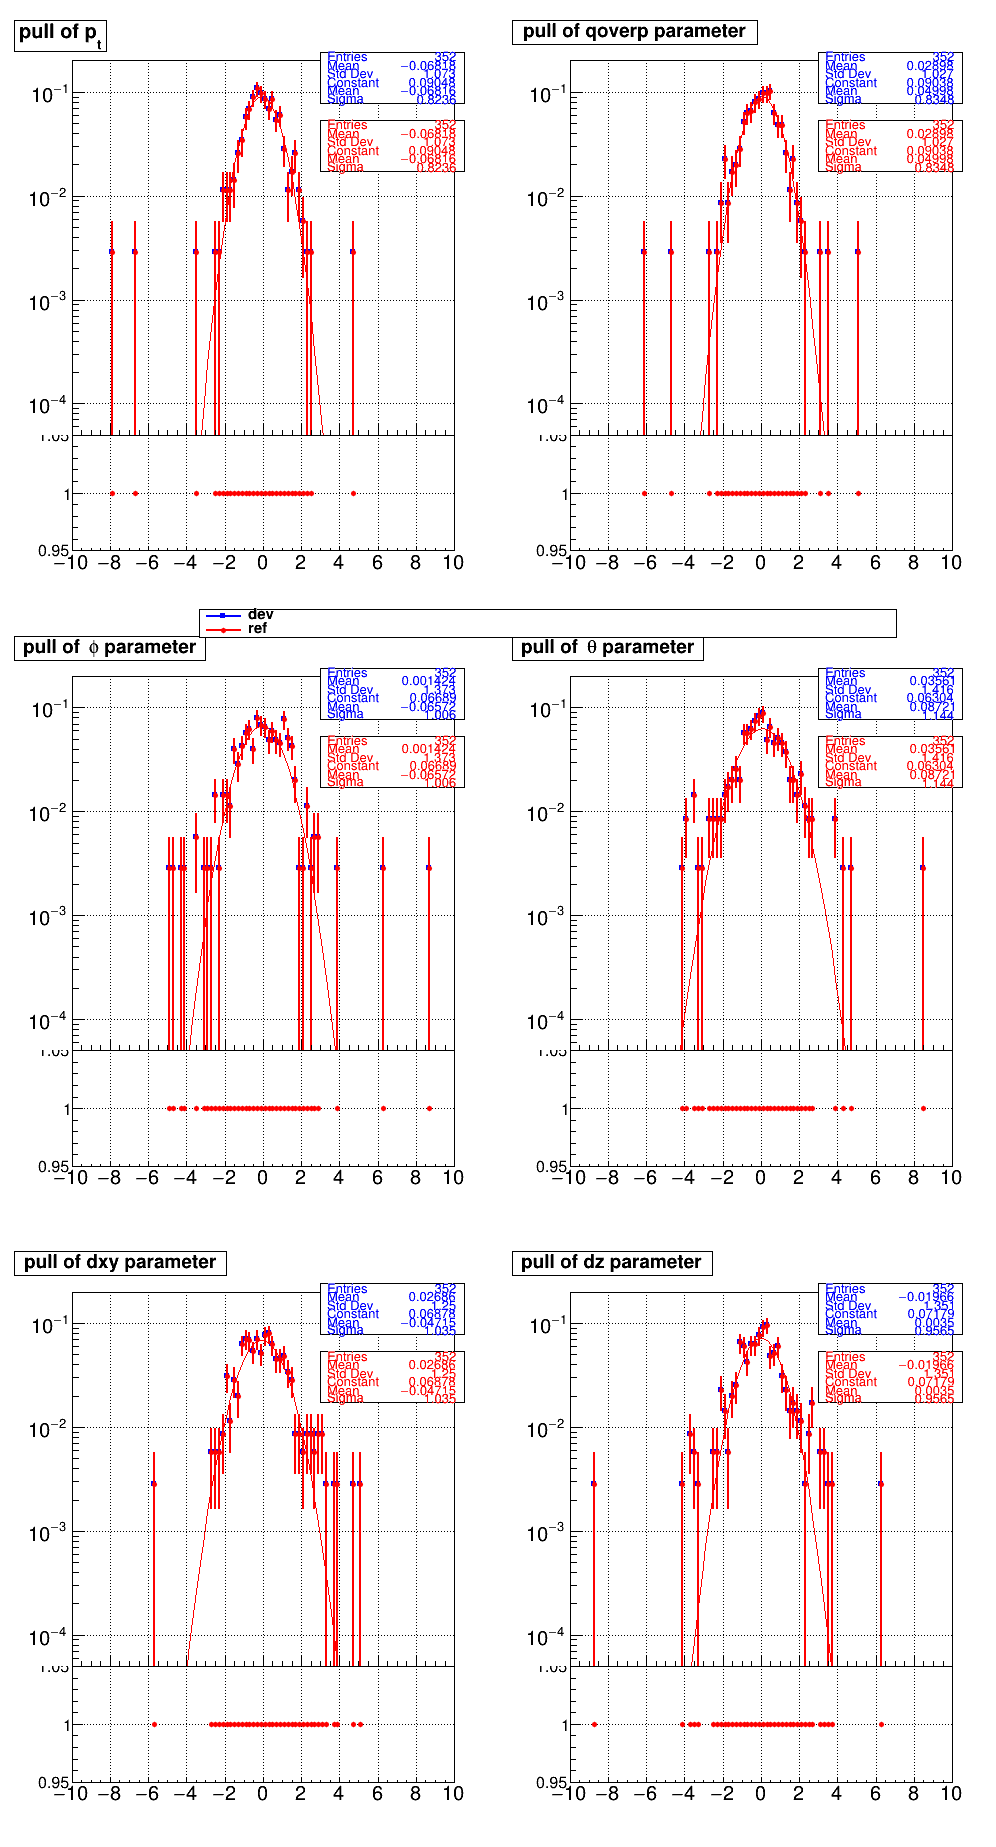 pull of pt
Entries 352
Mean −0.06818
Std Dev 1.073
Constant 0.09048
Mean −0.06816
Sigma 0.8236
Entries 352
Mean −0.06818
Std Dev 1.073
Constant 0.09048
Mean −0.06816
Sigma 0.8236
10−1
10−2
10−3
10−4
1.05
1
0.95
−10 −8 −6 −4 −2 0 2 4 6 8 10
pull of qoverp parameter
Entries 352
Mean 0.02898
Std Dev 1.027
Constant 0.09038
Mean 0.04998
Sigma 0.8348
Entries 352
Mean 0.02898
Std Dev 1.027
Constant 0.09038
Mean 0.04998
Sigma 0.8348
10−1
10−2
10−3
10−4
1.05
1
0.95
−10 −8 −6 −4 −2 0 2 4 6 8 10
dev
ref
pull of ϕ parameter
Entries 352
Mean 0.001424
Std Dev 1.373
Constant 0.06689
Mean −0.06572
Sigma 1.006
Entries 352
Mean 0.001424
Std Dev 1.373
Constant 0.06689
Mean −0.06572
Sigma 1.006
10−1
10−2
10−3
10−4
1.05
1
0.95
−10 −8 −6 −4 −2 0 2 4 6 8 10
pull of θ parameter
Entries 352
Mean 0.03561
Std Dev 1.416
Constant 0.06304
Mean 0.08721
Sigma 1.144
Entries 352
Mean 0.03561
Std Dev 1.416
Constant 0.06304
Mean 0.08721
Sigma 1.144
10−1
10−2
10−3
10−4
1.05
1
0.95
−10 −8 −6 −4 −2 0 2 4 6 8 10
pull of dxy parameter
Entries 352
Mean 0.02686
Std Dev 1.25
Constant 0.06878
Mean −0.04715
Sigma 1.035
Entries 352
Mean 0.02686
Std Dev 1.25
Constant 0.06878
Mean −0.04715
Sigma 1.035
10−1
10−2
10−3
10−4
1.05
1
0.95
−10 −8 −6 −4 −2 0 2 4 6 8 10
pull of dz parameter
Entries 352
Mean −0.01966
Std Dev 1.351
Constant 0.07179
Mean 0.0035
Sigma 0.9565
Entries 352
Mean −0.01966
Std Dev 1.351
Constant 0.07179
Mean 0.0035
Sigma 0.9565
10−1
10−2
10−3
10−4
1.05
1
0.95
−10 −8 −6 −4 −2 0 2 4 6 8 10